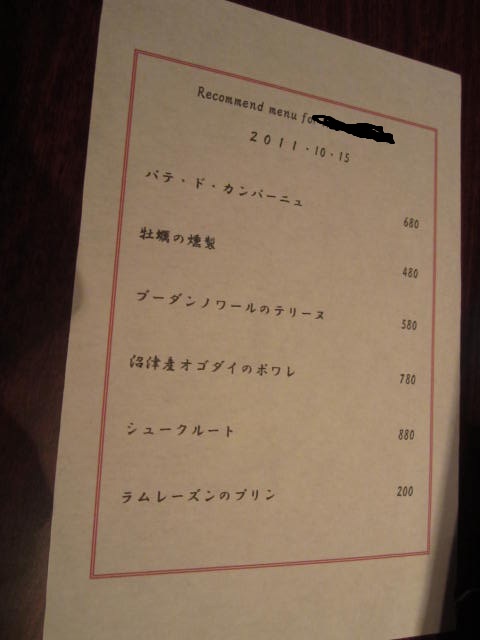 Recommend menu for
2011・10・15
パテ・ド・カンパーニュ
680
牡蠣の燻製
480
ブーダンノワールのテリーヌ
580
沼津産オゴダイのポワレ
780
シュークルート
880
ラムレーズンのプリン
200